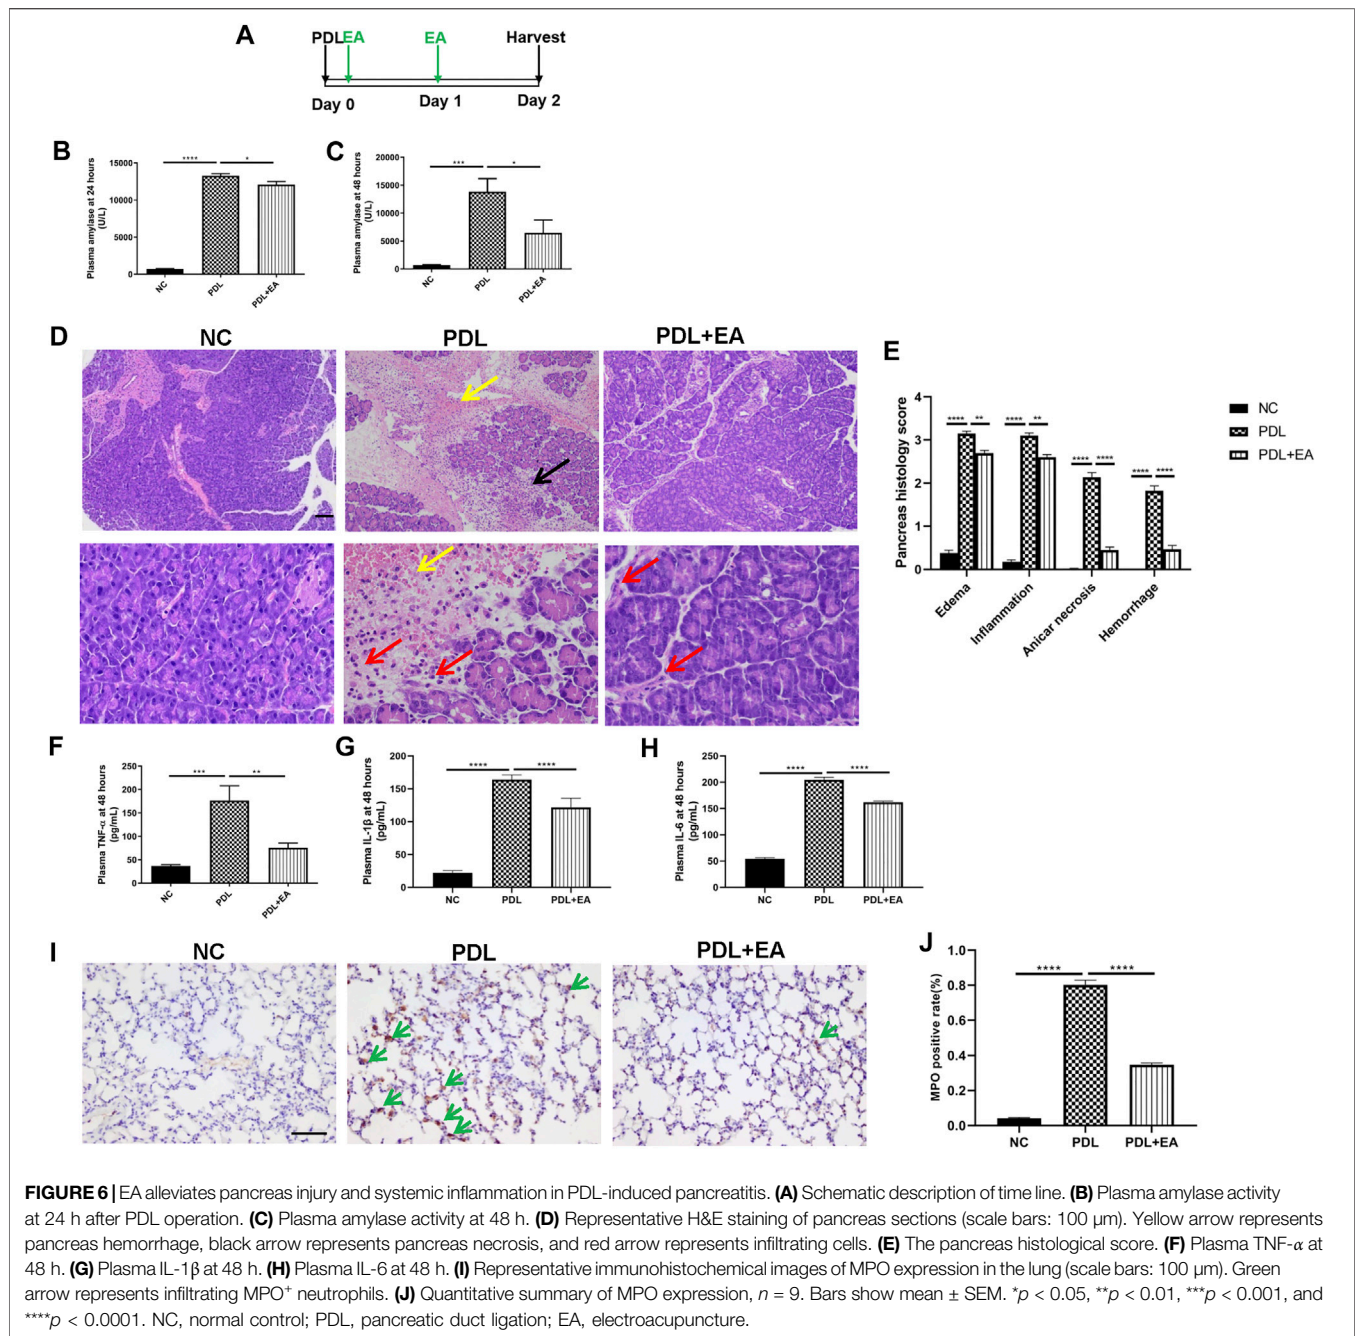 A
PDL EA EA Harvest
Day 0 Day 1 Day 2
B
Plasma amylase at 24 hours
(U/L)
15000
10000
5000
0
**** *
NC PDL PDL+EA
C
Plasma amylase at 48 hours
(U/L)
20000
15000
10000
5000
0
*** *
NC PDL PDL+EA
D
NC PDL PDL+EA
E
Pancreas histology score
4
3
2
1
0
**** ** **** ** **** **** **** ****
Edema Inflammation Anicar necrosis Hemorrhage
NC
PDL
PDL+EA
F
Plasma TNF-α at 48 hours
(pg/mL)
250
200
150
100
50
0
*** **
NC PDL PDL+EA
G
Plasma IL-1β at 48 hours
(pg/mL)
200
150
100
50
0
**** ****
NC PDL PDL+EA
H
Plasma IL-6 at 48 hours
(pg/mL)
250
200
150
100
50
0
**** ****
NC PDL PDL+EA
I
NC PDL PDL+EA
J
MPO positive rate(%)
1.0
0.8
0.6
0.4
0.2
0.0
**** ****
NC PDL PDL+EA
FIGURE 6 | EA alleviates pancreas injury and systemic inflammation in PDL-induced pancreatitis. (A) Schematic description of time line. (B) Plasma amylase activity
at 24 h after PDL operation. (C) Plasma amylase activity at 48 h. (D) Representative H&E staining of pancreas sections (scale bars: 100 μm). Yellow arrow represents
pancreas hemorrhage, black arrow represents pancreas necrosis, and red arrow represents infiltrating cells. (E) The pancreas histological score. (F) Plasma TNF-α at
48 h. (G) Plasma IL-1β at 48 h. (H) Plasma IL-6 at 48 h. (I) Representative immunohistochemical images of MPO expression in the lung (scale bars: 100 μm). Green
arrow represents infiltrating MPO⁺ neutrophils. (J) Quantitative summary of MPO expression, n = 9. Bars show mean ± SEM. *p < 0.05, **p < 0.01, ***p < 0.001, and
****p < 0.0001. NC, normal control; PDL, pancreatic duct ligation; EA, electroacupuncture.